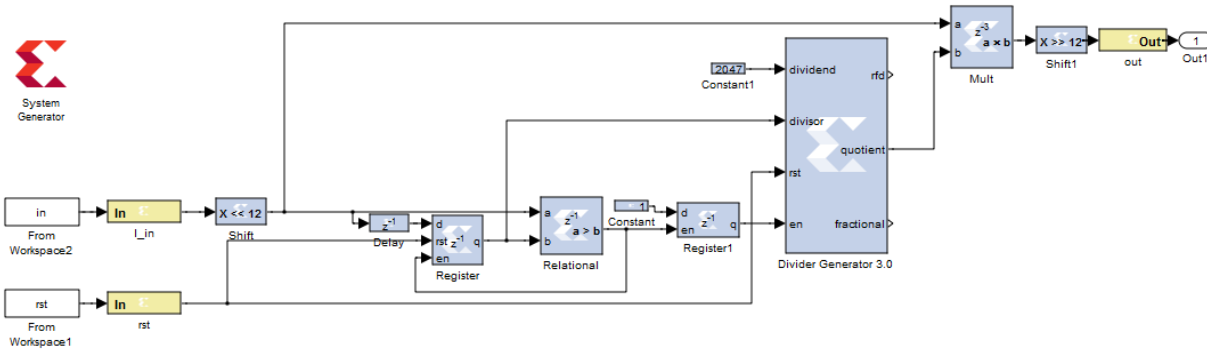 System
Generator
in
From
Workspace2
In
I_in
X << 12
Shift
rst
From
Workspace1
In
rst
z-1
Delay
d
rst
en
z-1
q
Register
a
b
z-1
a > b
Relational
1
Constant
d
en
z-1
q
Register1
2047
Constant1
dividend
divisor
rst
en
rfd
quotient
fractional
Divider Generator 3.0
a
b
z-3
a × b
Mult
X >> 12
Shift1
Out
out
1
Out1